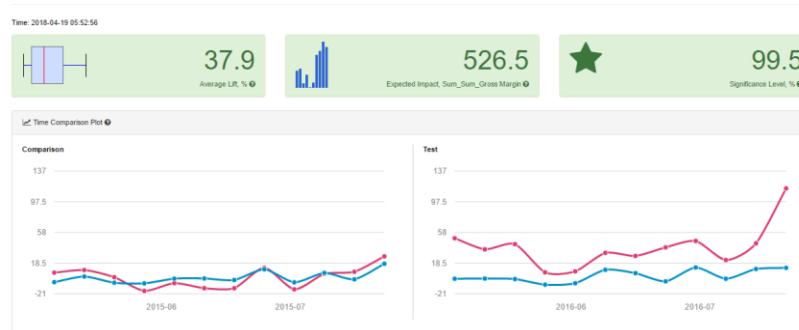 Time: 2018-04-19 05:52:56
37.9
Average Lift, %
526.5
Expected Impact, Sum_Sum_Gross Margin
99.5
Significance Level, %
Time Comparison Plot
Comparison
137
97.5
58
18.5
-21
2015-06
2015-07
Test
137
97.5
58
18.5
-21
2016-06
2016-07